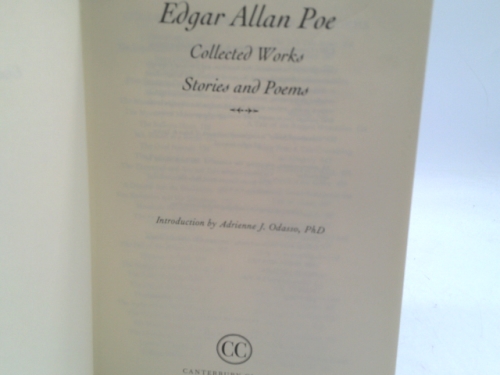 Edgar Allan Poe
Collected Works
Stories and Poems
Introduction by Adrienne J. Odasso, PhD
CC